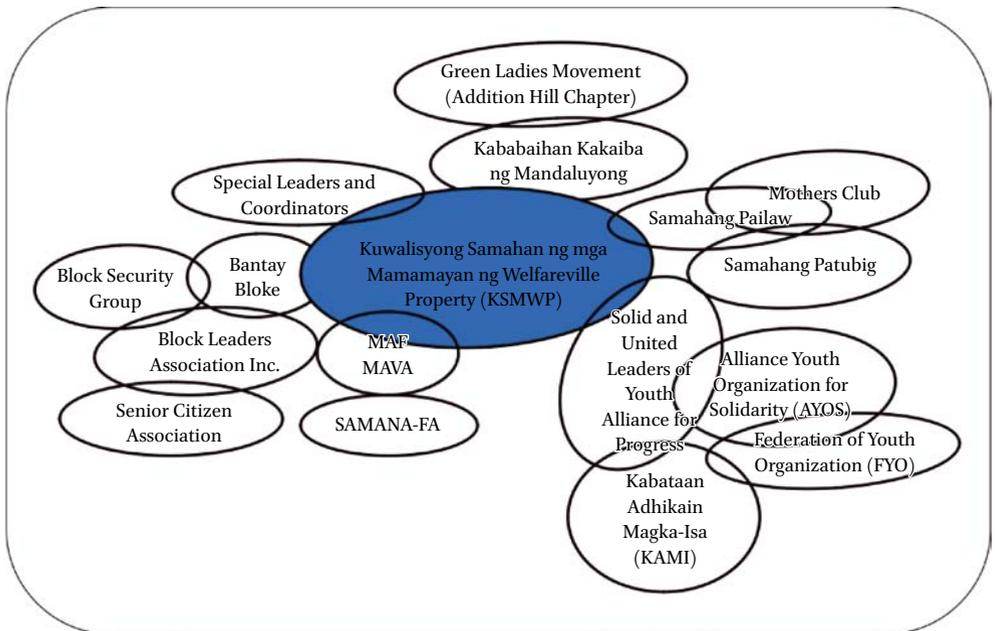 Green Ladies Movement
(Addition Hill Chapter)
Kababaihan Kakaiba
ng Mandaluyong
Special Leaders and
Coordinators
Mothers Club
Samahang Pailaw
Kuwalisyong Samahan ng mga
Mamamayan ng Welfareville
Property (KSMWP)
Samahang Patubig
Block Security
Group
Bantay
Bloke
Block Leaders
Association Inc.
MAF
MAVA
Solid and
United
Leaders of
Youth
Alliance for
Progress
Alliance Youth
Organization for
Solidarity (AYOS)
Senior Citizen
Association
SAMANA-FA
Federation of Youth
Organization (FYO)
Kabataan
Adhikain
Magka-Isa
(KAMI)